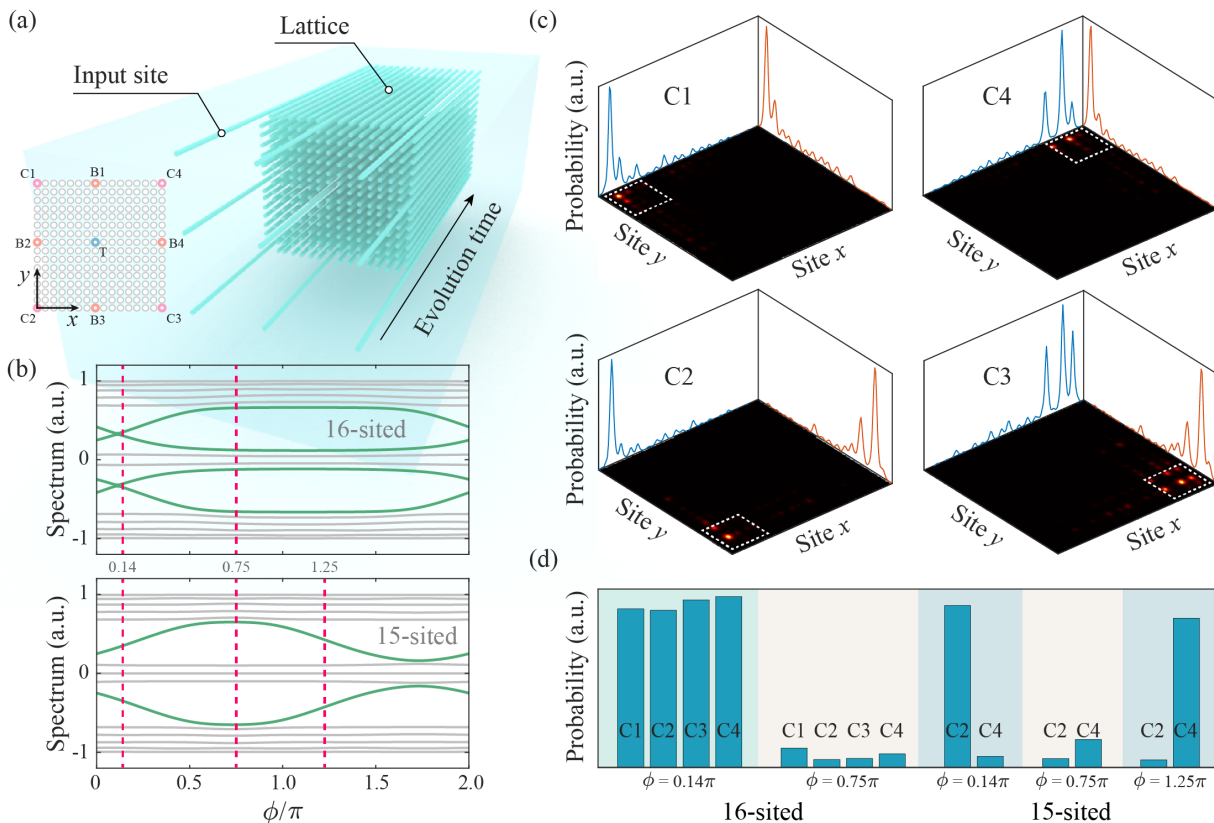 (a)
Lattice
Input site
C1 B1 C4
B2 T B4
y
x
C2 B3 C3
Evolution time
(b)
Spectrum (a.u.)
1
0
-1
16-sited
0.14 0.75 1.25
Spectrum (a.u.)
1
0
-1
15-sited
0 0.5 1.0 1.5 2.0
ϕ/π
(c)
Probability (a.u.)
C1
Site y
Site x
C4
Site y
Site x
Probability (a.u.)
C2
Site y
Site x
C3
Site y
Site x
(d)
Probability (a.u.)
C1 C2 C3 C4
C1 C2 C3 C4
C2 C4
C2 C4
C2 C4
ϕ = 0.14π ϕ = 0.75π ϕ = 0.14π ϕ = 0.75π ϕ = 1.25π
16-sited 15-sited